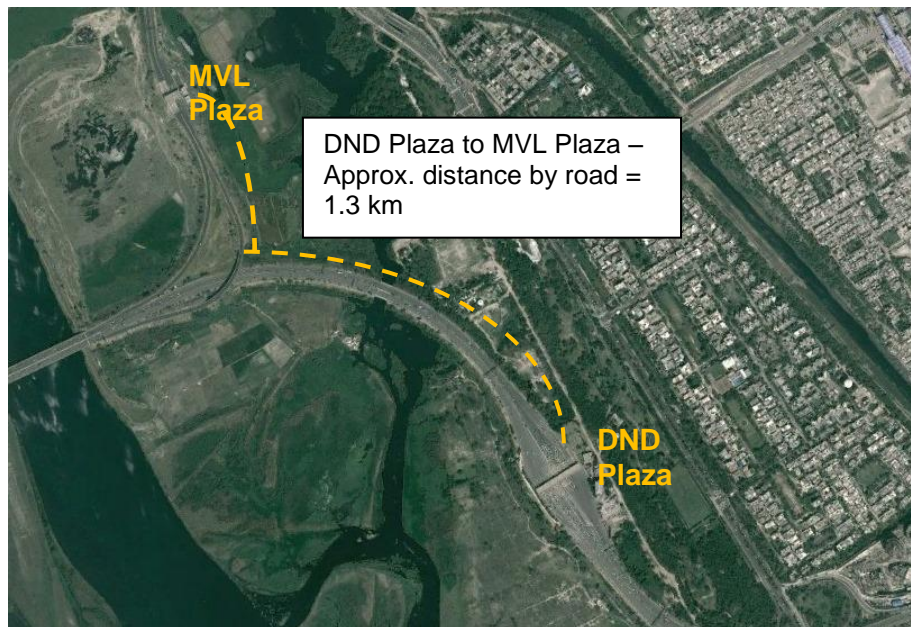 MVL
Plaza
DND Plaza to MVL Plaza –
Approx. distance by road =
1.3 km
DND
Plaza